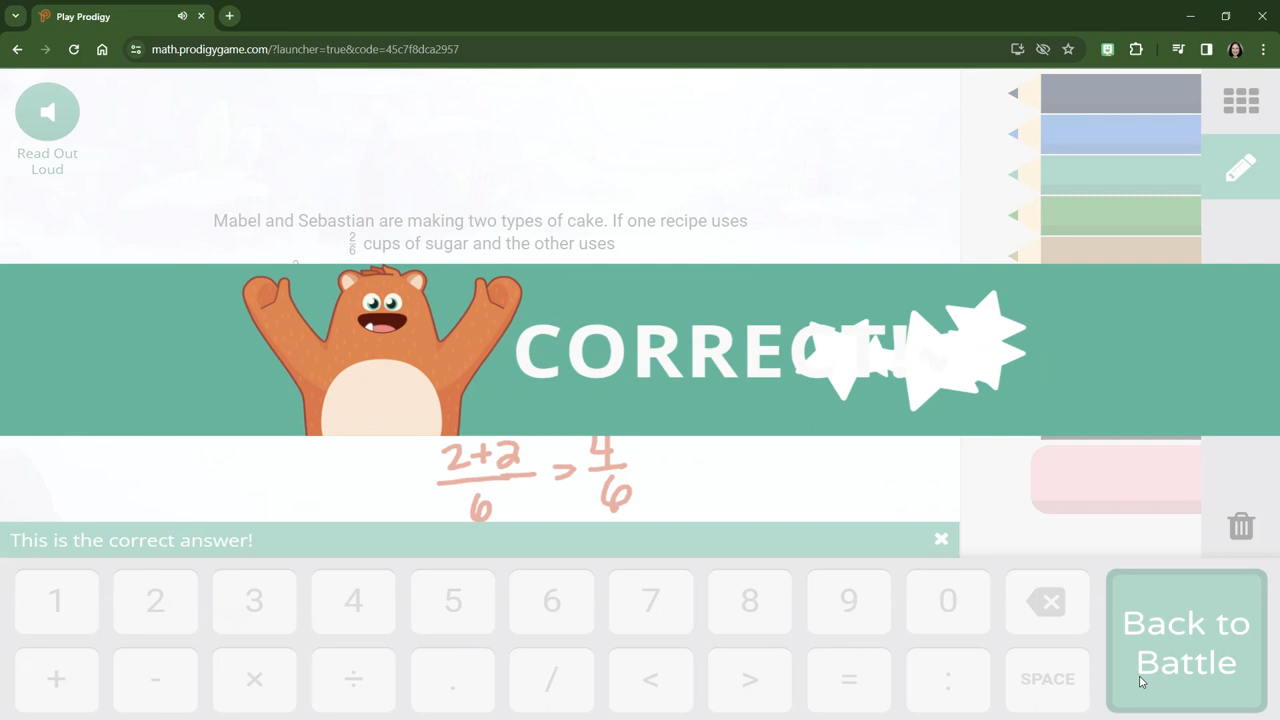 Play Prodigy
math.prodigygame.com/?launcher=true&code=45c7f8dca2957
Read Out
Loud
Mabel and Sebastian are making two types of cake. If one recipe uses
2/6 cups of sugar and the other uses
CORRECT!
2+2/6 = 4/6
This is the correct answer!
1 2 3 4 5 6 7 8 9 0
+ - × ÷ . / < > = : SPACE
Back to
Battle